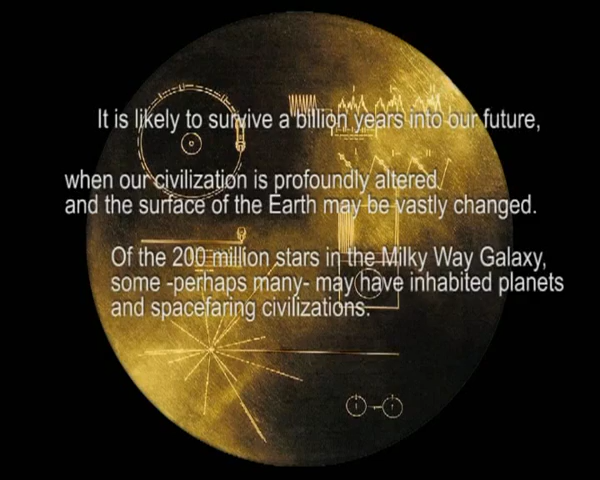 It is likely to survive a billion years into our future,
when our civilization is profoundly altered
and the surface of the Earth may be vastly changed.
Of the 200 million stars in the Milky Way Galaxy,
some -perhaps many- may have inhabited planets
and spacefaring civilizations.